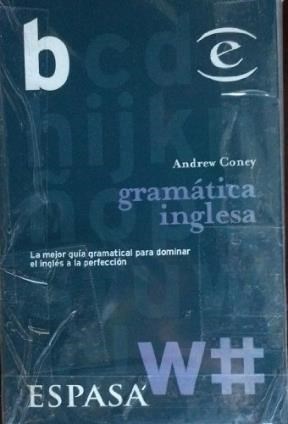 b c d e
h i j k
Andrew Coney
gramática
inglesa
La mejor guía gramatical para dominar
el inglés a la perfección
w#
ESPASA